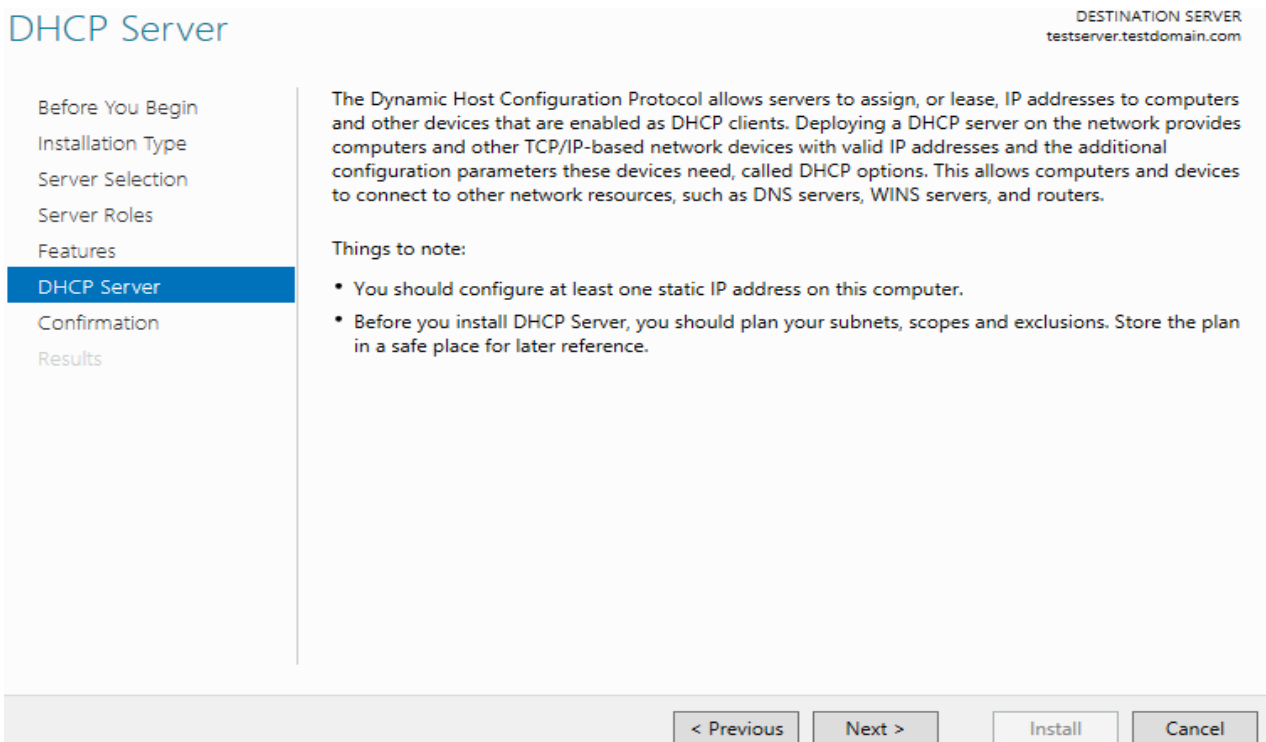 DHCP Server
DESTINATION SERVER
testserver.testdomain.com
Before You Begin
Installation Type
Server Selection
Server Roles
Features
DHCP Server
Confirmation
Results
The Dynamic Host Configuration Protocol allows servers to assign, or lease, IP addresses to computers
and other devices that are enabled as DHCP clients. Deploying a DHCP server on the network provides
computers and other TCP/IP-based network devices with valid IP addresses and the additional
configuration parameters these devices need, called DHCP options. This allows computers and devices
to connect to other network resources, such as DNS servers, WINS servers, and routers.
Things to note:
• You should configure at least one static IP address on this computer.
• Before you install DHCP Server, you should plan your subnets, scopes and exclusions. Store the plan
in a safe place for later reference.
< Previous
Next >
Install
Cancel